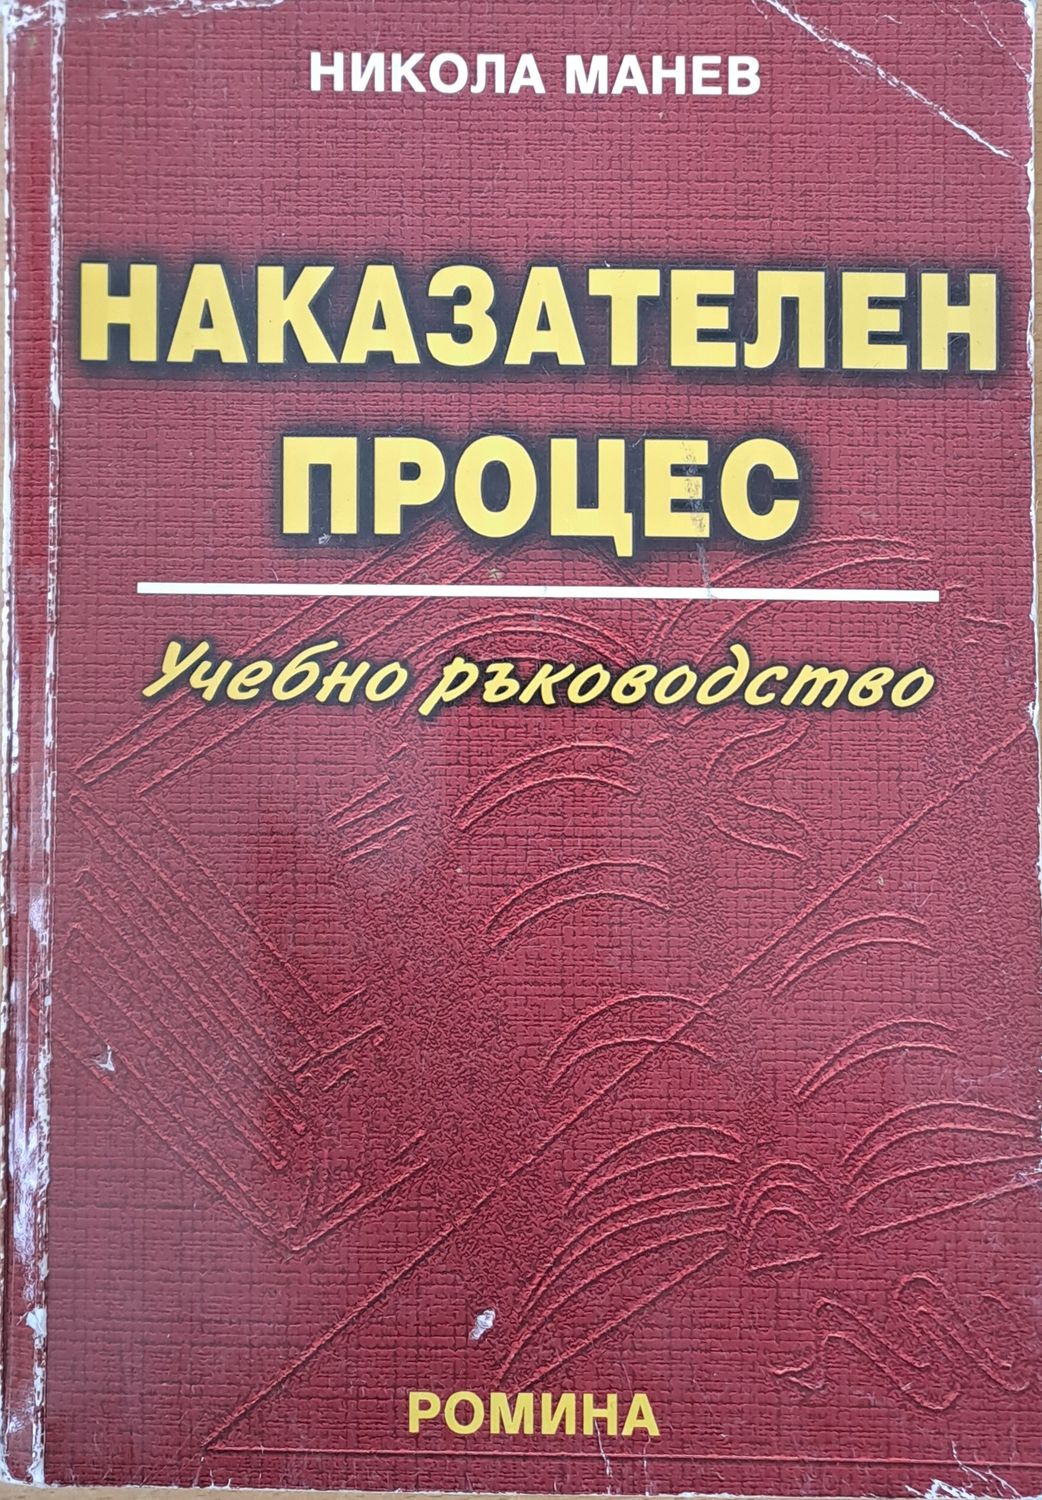 НИКОЛА МАНЕВ
НАКАЗАТЕЛЕН
ПРОЦЕС
Учебно ръководство
РОМИНА